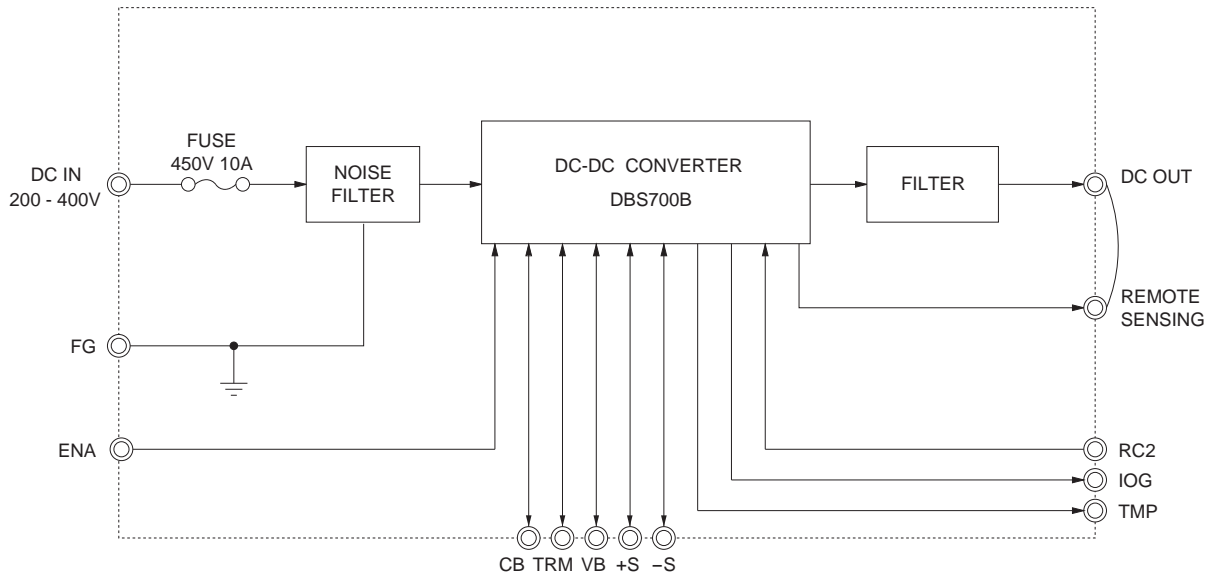 FUSE
450V 10A
DC IN
200 - 400V
NOISE
FILTER
DC-DC CONVERTER
DBS700B
FILTER
DC OUT
REMOTE
SENSING
FG
ENA
RC2
IOG
TMP
CB TRM VB +S −S